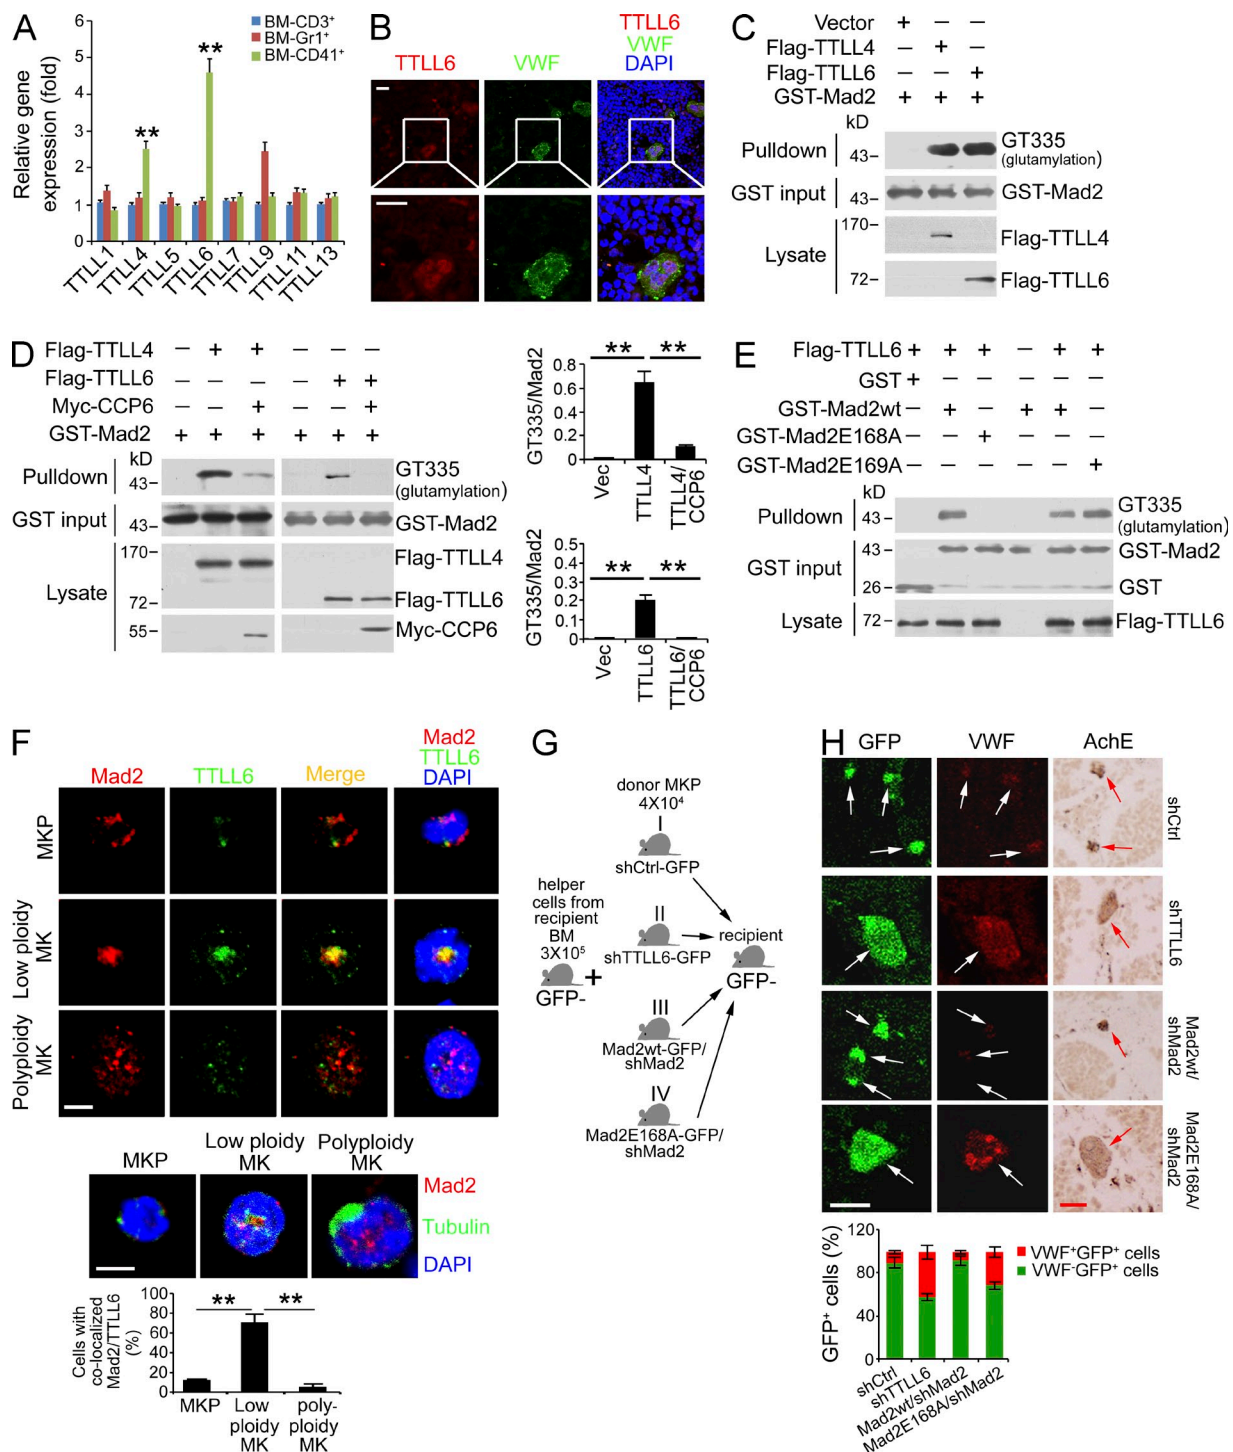 A
Relative gene
expression (fold)
6
5
4
3
2
1
0
BM-CD3⁺
BM-Gr1⁺
BM-CD41⁺
**
**
TTLL1
TTLL4
TTLL5
TTLL6
TTLL7
TTLL9
TTLL11
TTLL13
B
TTLL6
VWF
TTLL6
VWF
DAPI
C
Vector + − −
Flag-TTLL4 − + −
Flag-TTLL6 − − +
GST-Mad2 + + +
kD
Pulldown 43– GT335
(glutamylation)
GST input 43– GST-Mad2
170–
Lysate Flag-TTLL4
72– Flag-TTLL6
D
Flag-TTLL4 − + + − − −
Flag-TTLL6 − − − − + +
Myc-CCP6 − − + − − +
GST-Mad2 + + + + + +
kD
Pulldown 43– GT335
(glutamylation)
GST input 43– GST-Mad2
170–
Flag-TTLL4
Lysate
72– Flag-TTLL6
55– Myc-CCP6
GT335/Mad2
0.8
0.6
0.4
0.2
0
** **
Vec
TTLL4
TTLL4/
CCP6
GT335/Mad2
0.5
0.4
0.3
0.2
0.1
0
** **
Vec
TTLL6
TTLL6/
CCP6
E
Flag-TTLL6 + + + − + +
GST + − − − − −
GST-Mad2wt − + − + + −
GST-Mad2E168A − − + − − −
GST-Mad2E169A − − − − − +
kD
Pulldown 43– GT335
(glutamylation)
GST input 43– GST-Mad2
26– GST
Lysate 72– Flag-TTLL6
F
Mad2
TTLL6
Merge
Mad2
TTLL6
DAPI
MKP
Low ploidy
MK
Polyploidy
MK
MKP
Low ploidy
MK
Polyploidy
MK
Mad2
Tubulin
DAPI
Cells with
co-localized
Mad2/TTLL6
(%)
100
80
60
40
20
0
** **
MKP
Low
ploidy
MK
poly-
ploidy
MK
G
donor MKP
4X10⁴
I
shCtrl-GFP
helper
cells from
recipient
BM
3X10⁵
GFP-
+
II
shTTLL6-GFP
recipient
GFP-
III
Mad2wt-GFP/
shMad2
IV
Mad2E168A-GFP/
shMad2
H
GFP
VWF
AchE
shCtrl
shTTLL6
Mad2wt/
shMad2
Mad2E168A/
shMad2
GFP⁺ cells (%)
120
80
40
0
VWF⁺GFP⁺ cells
VWF⁻GFP⁺ cells
shCtrl
shTTLL6
Mad2wt/shMad2
Mad2E168A/shMad2